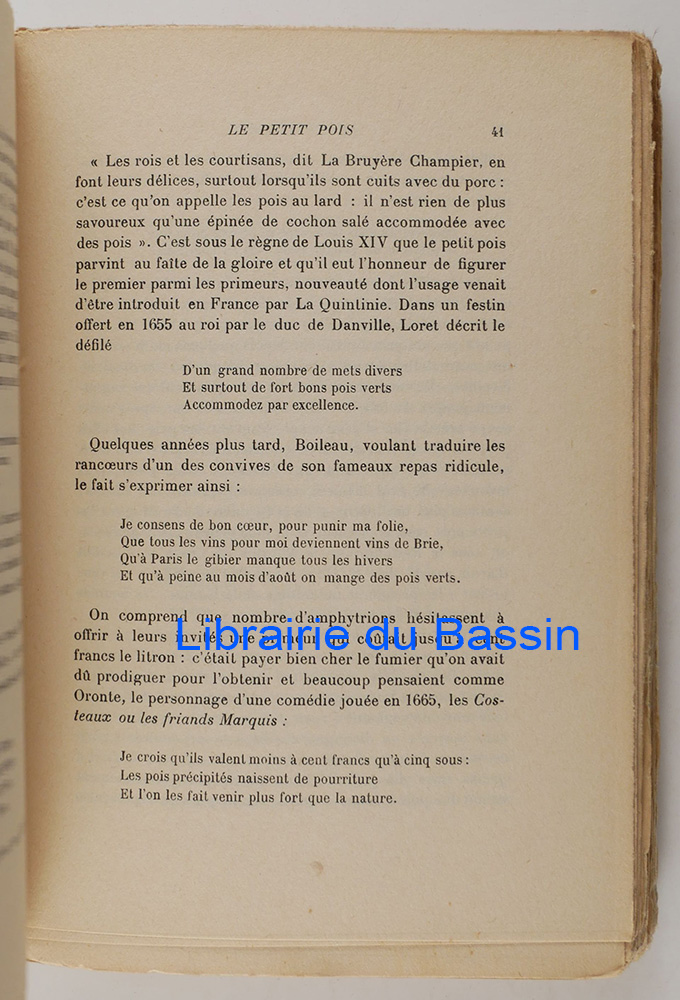 LE PETIT POIS 41
« Les rois et les courtisans, dit La Bruyère Champier, en
font leurs délices, surtout lorsqu'ils sont cuits avec du porc :
c'est ce qu'on appelle les pois au lard : il n'est rien de plus
savoureux qu'une épinée de cochon salé accommodée avec
des pois ». C'est sous le règne de Louis XIV que le petit pois
parvint au faîte de la gloire et qu'il eut l'honneur de figurer
le premier parmi les primeurs, nouveauté dont l'usage venait
d'être introduit en France par La Quintinie. Dans un festin
offert en 1655 au roi par le duc de Danville, Loret décrit le
défilé
D'un grand nombre de mets divers
Et surtout de fort bons pois verts
Accommodez par excellence.
Quelques années plus tard, Boileau, voulant traduire les
rancœurs d'un des convives de son fameaux repas ridicule,
le fait s'exprimer ainsi :
Je consens de bon cœur, pour punir ma folie,
Que tous les vins pour moi deviennent vins de Brie,
Qu'à Paris le gibier manque tous les hivers
Et qu'à peine au mois d'août on mange des pois verts.
On comprend que nombre d'amphytrions hésitassent à
offrir à leurs invités une primeur qui coûtait jusqu'à cent
Librairie du Bassin
francs le litron : c'était payer bien cher le fumier qu'on avait
dû prodiguer pour l'obtenir et beaucoup pensaient comme
Oronte, le personnage d'une comédie jouée en 1665, les Cos-
teaux ou les friands Marquis :
Je crois qu'ils valent moins à cent francs qu'à cinq sous :
Les pois précipités naissent de pourriture
Et l'on les fait venir plus fort que la nature.